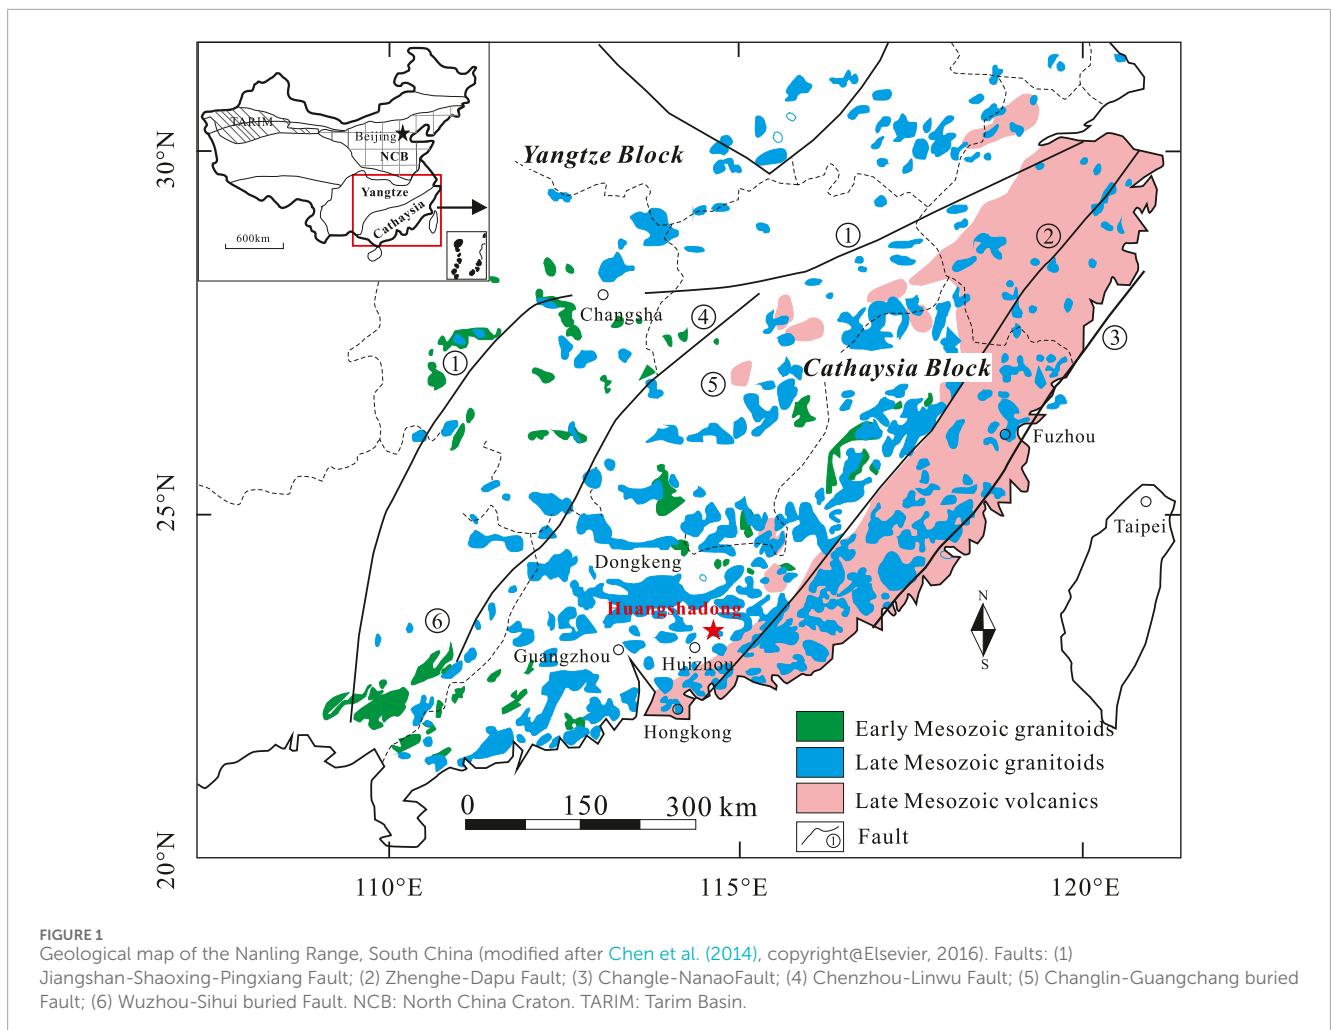 30°N
25°N
20°N
TARIM
Beijing
NCB
Yangtze
Cathaysia
600km
Yangtze Block
①
②
③
Changsha
④
①
⑤
Cathaysia Block
Fuzhou
Taipei
Dongkeng
Huangshadong
⑥
Guangzhou
Huizhou
Hongkong
N
S
Early Mesozoic granitoids
Late Mesozoic granitoids
Late Mesozoic volcanics
① Fault
0 150 300 km
110°E 115°E 120°E
FIGURE 1
Geological map of the Nanling Range, South China (modified after Chen et al. (2014), copyright@Elsevier, 2016). Faults: (1)
Jiangshan-Shaoxing-Pingxiang Fault; (2) Zhenghe-Dapu Fault; (3) Changle-NanaoFault; (4) Chenzhou-Linwu Fault; (5) Changlin-Guangchang buried
Fault; (6) Wuzhou-Sihui buried Fault. NCB: North China Craton. TARIM: Tarim Basin.